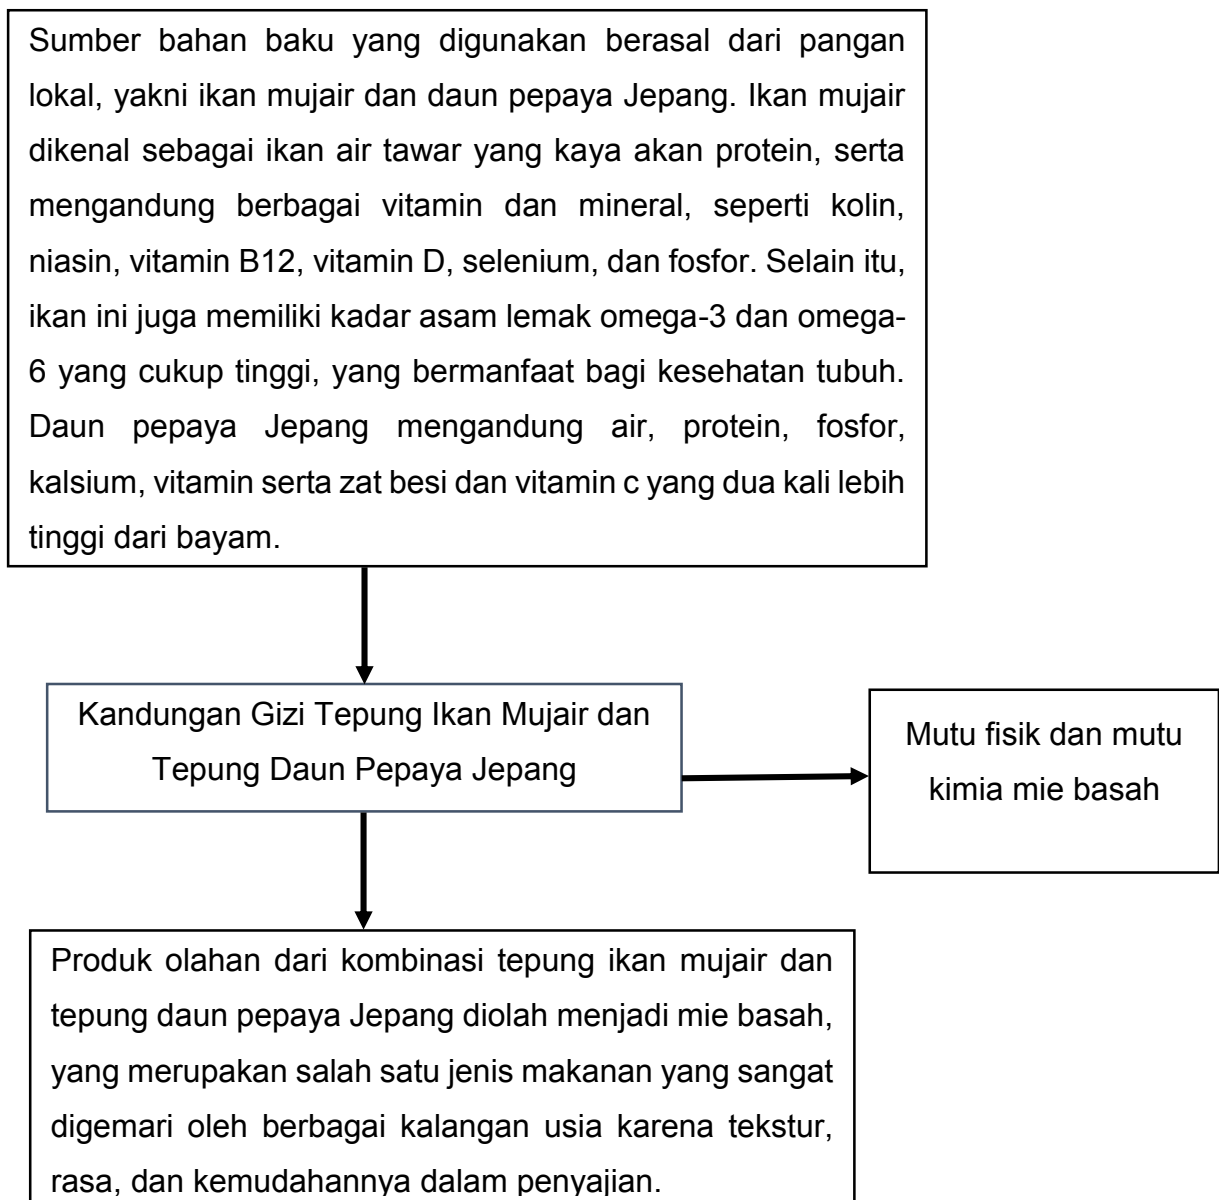 Sumber bahan baku yang digunakan berasal dari pangan
lokal, yakni ikan mujair dan daun pepaya Jepang. Ikan mujair
dikenal sebagai ikan air tawar yang kaya akan protein, serta
mengandung berbagai vitamin dan mineral, seperti kolin,
niasin, vitamin B12, vitamin D, selenium, dan fosfor. Selain itu,
ikan ini juga memiliki kadar asam lemak omega-3 dan omega-
6 yang cukup tinggi, yang bermanfaat bagi kesehatan tubuh.
Daun pepaya Jepang mengandung air, protein, fosfor,
kalsium, vitamin serta zat besi dan vitamin c yang dua kali lebih
tinggi dari bayam.
Kandungan Gizi Tepung Ikan Mujair dan
Tepung Daun Pepaya Jepang
Mutu fisik dan mutu
kimia mie basah
Produk olahan dari kombinasi tepung ikan mujair dan
tepung daun pepaya Jepang diolah menjadi mie basah,
yang merupakan salah satu jenis makanan yang sangat
digemari oleh berbagai kalangan usia karena tekstur,
rasa, dan kemudahannya dalam penyajian.